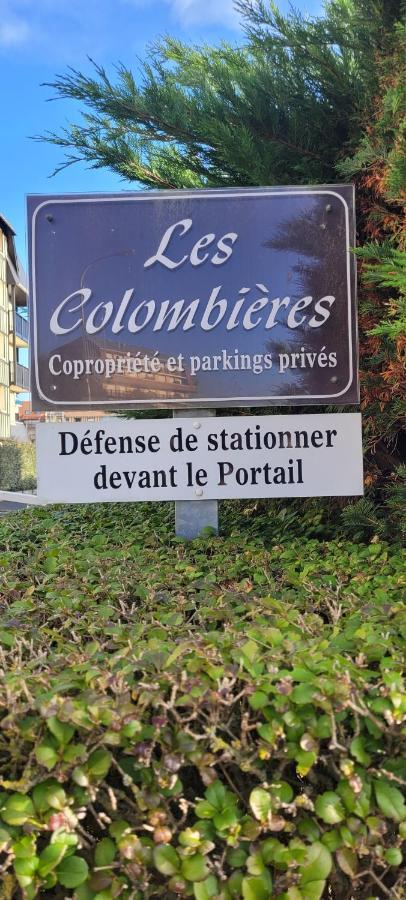 Les
Colombières
Copropriété et parkings privés
Défense de stationner
devant le Portail